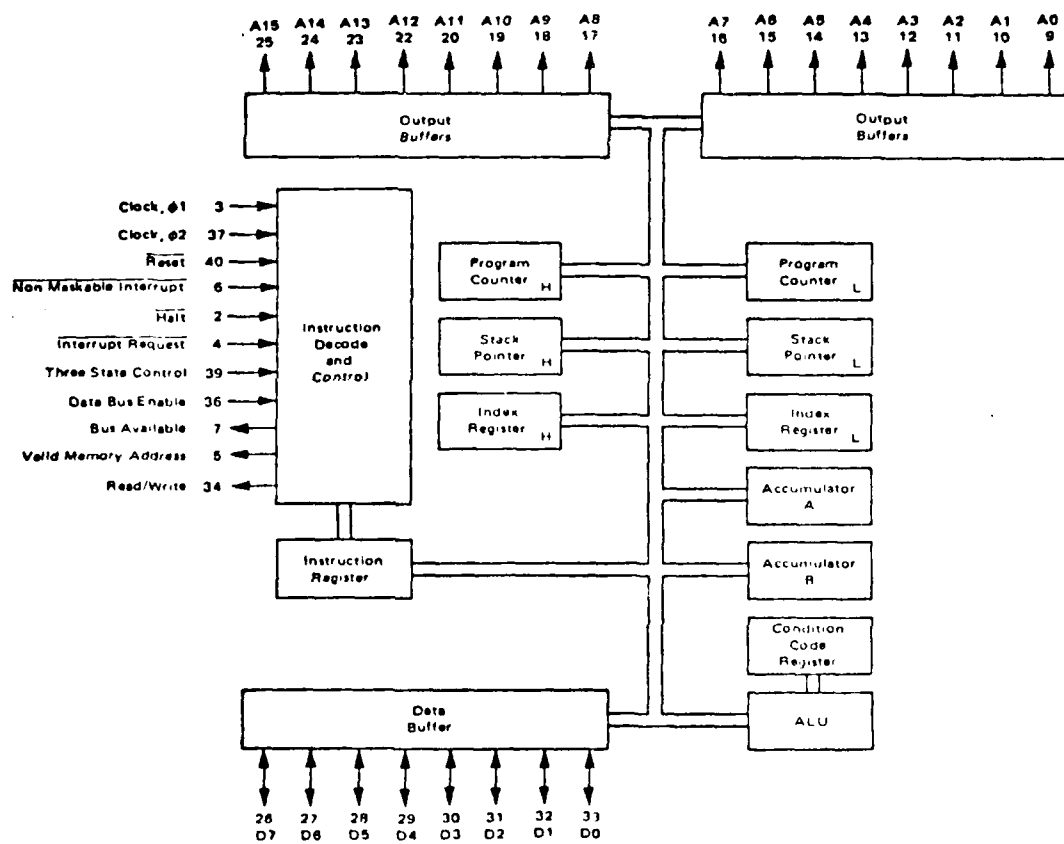 A15 A14 A13 A12 A11 A10 A9 A8 A7 A6 A5 A4 A3 A2 A1 A0
25 24 23 22 20 19 18 17 16 15 14 13 12 11 10 9
Output
Buffers
Output
Buffers
Clock, φ1 3
Clock, φ2 37
Reset 40
Non Maskable Interrupt 6
Halt 2
Interrupt Request 4
Three State Control 39
Data Bus Enable 36
Bus Available 7
Valid Memory Address 5
Read/Write 34
Instruction
Decode
and
Control
Program
Counter H
Program
Counter L
Stack
Pointer H
Stack
Pointer L
Index
Register H
Index
Register L
Accumulator
A
Instruction
Register
Accumulator
B
Condition
Code
Register
Data
Buffer
ALU
26 27 28 29 30 31 32 33
D7 D6 D5 D4 D3 D2 D1 D0